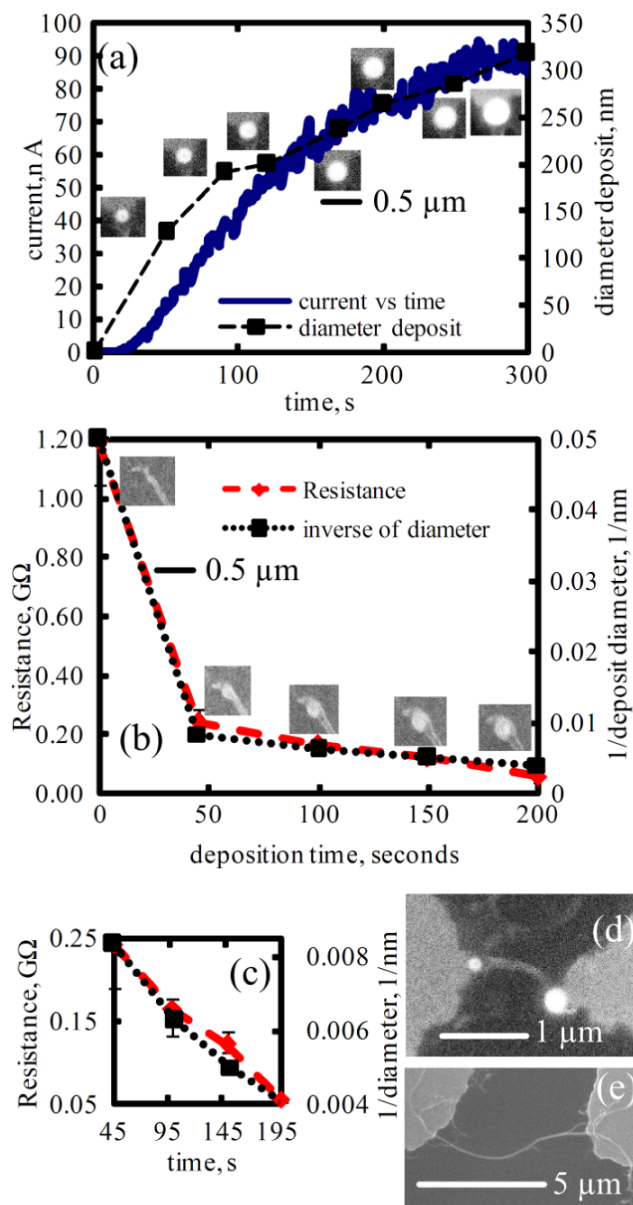 (a)
100
90
80
70
60
50
40
30
20
10
0
current,n A
350
300
250
200
150
100
50
0
diameter deposit, nm
0.5 µm
current vs time
diameter deposit
0 100 200 300
time, s
1.20
1.00
0.80
0.60
0.40
0.20
0.00
Resistance, GΩ
Resistance
inverse of diameter
0.5 µm
(b)
0.05
0.04
0.03
0.02
0.01
0
1/deposit diameter, 1/nm
0 50 100 150 200
deposition time, seconds
0.25
0.15
0.05
Resistance, GΩ
(c)
0.008
0.006
0.004
1/diameter, 1/nm
45 95 145 195
time, s
(d)
1 µm
(e)
5 µm